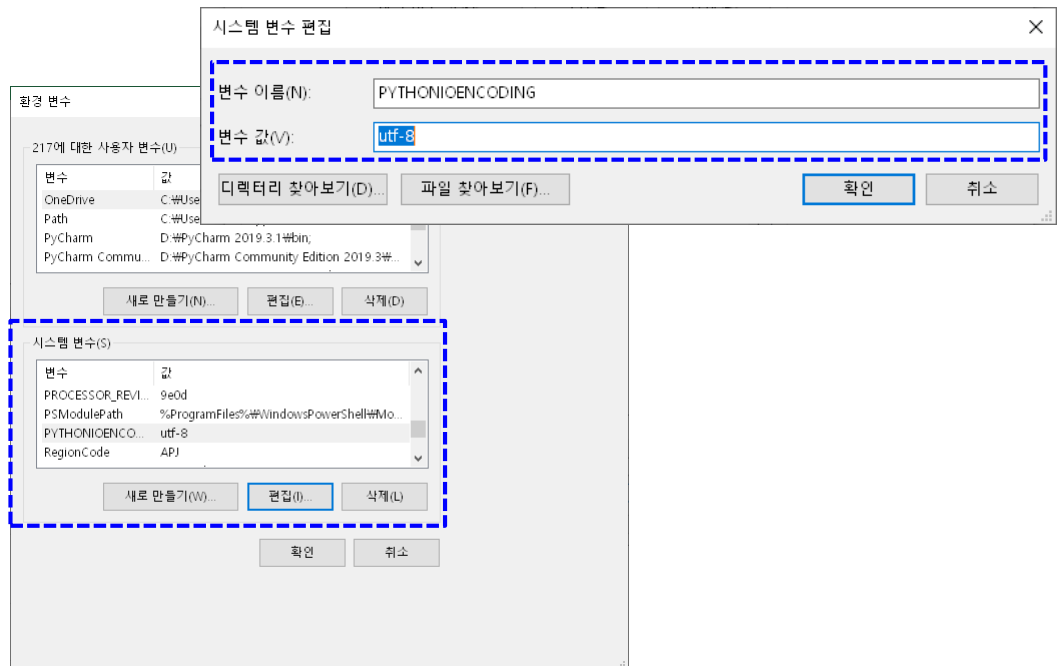 시스템 변수 편집
변수 이름(N):
PYTHONIOENCODING
변수 값(V):
utf-8
디렉터리 찾아보기(D)...
파일 찾아보기(F)...
확인
취소
환경 변수
217에 대한 사용자 변수(U)
변수 값
OneDrive C:₩Use
Path C:₩Use
PyCharm D:₩PyCharm 2019.3.1₩bin;
PyCharm Commu... D:₩PyCharm Community Edition 2019.3₩...
새로 만들기(N)...
편집(E)...
삭제(D)
시스템 변수(S)
변수 값
PROCESSOR_REVI... 9e0d
PSModulePath %ProgramFiles%₩WindowsPowerShell₩Mo...
PYTHONIOENCO... utf-8
RegionCode APJ
새로 만들기(W)...
편집(I)...
삭제(L)
확인
취소